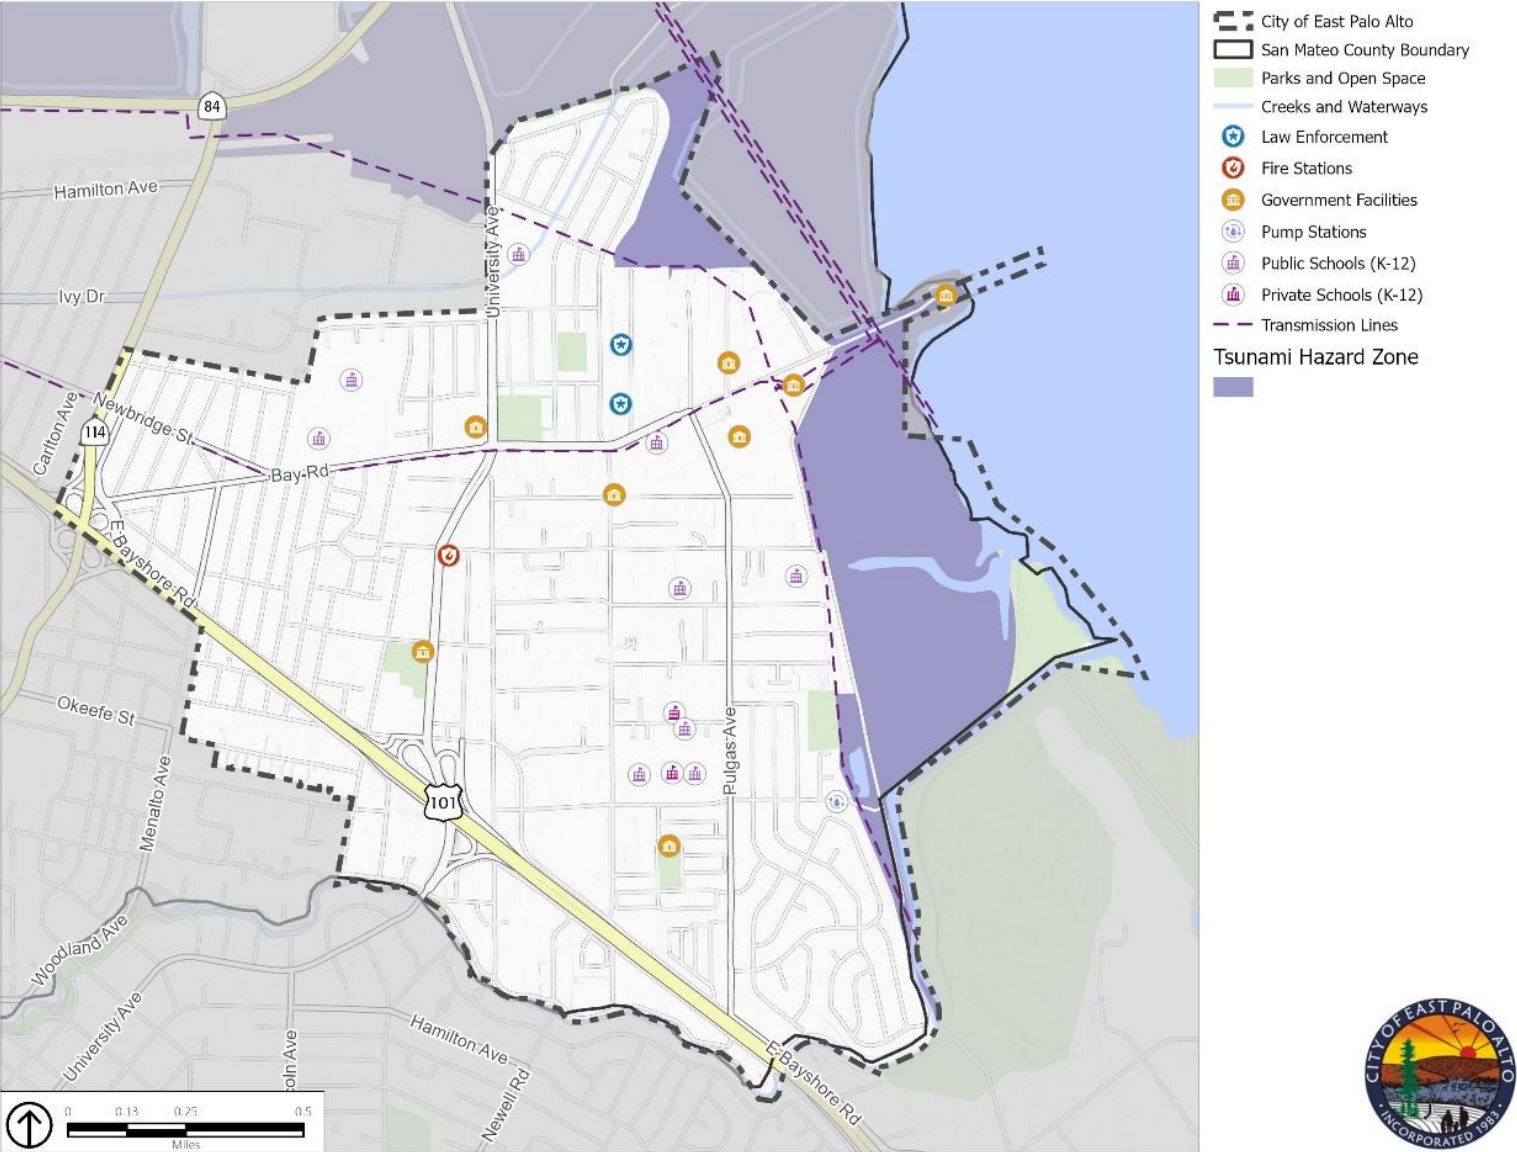 City of East Palo Alto
San Mateo County Boundary
Parks and Open Space
Creeks and Waterways
Law Enforcement
Fire Stations
Government Facilities
Pump Stations
Public Schools (K-12)
Private Schools (K-12)
Transmission Lines
Tsunami Hazard Zone
84
Hamilton Ave
University Ave
Ivy Dr
Newbridge St
Carlton Ave
114
Bay Rd
E Bayshore Rd
Okeefe St
Menalto Ave
Pulgas Ave
101
Woodland Ave
University Ave
coln Ave
Hamilton Ave
Newell Rd
E Bayshore Rd
0 0.13 0.25 0.5
Miles
CITY OF EAST PALO ALTO
INCORPORATED 1983